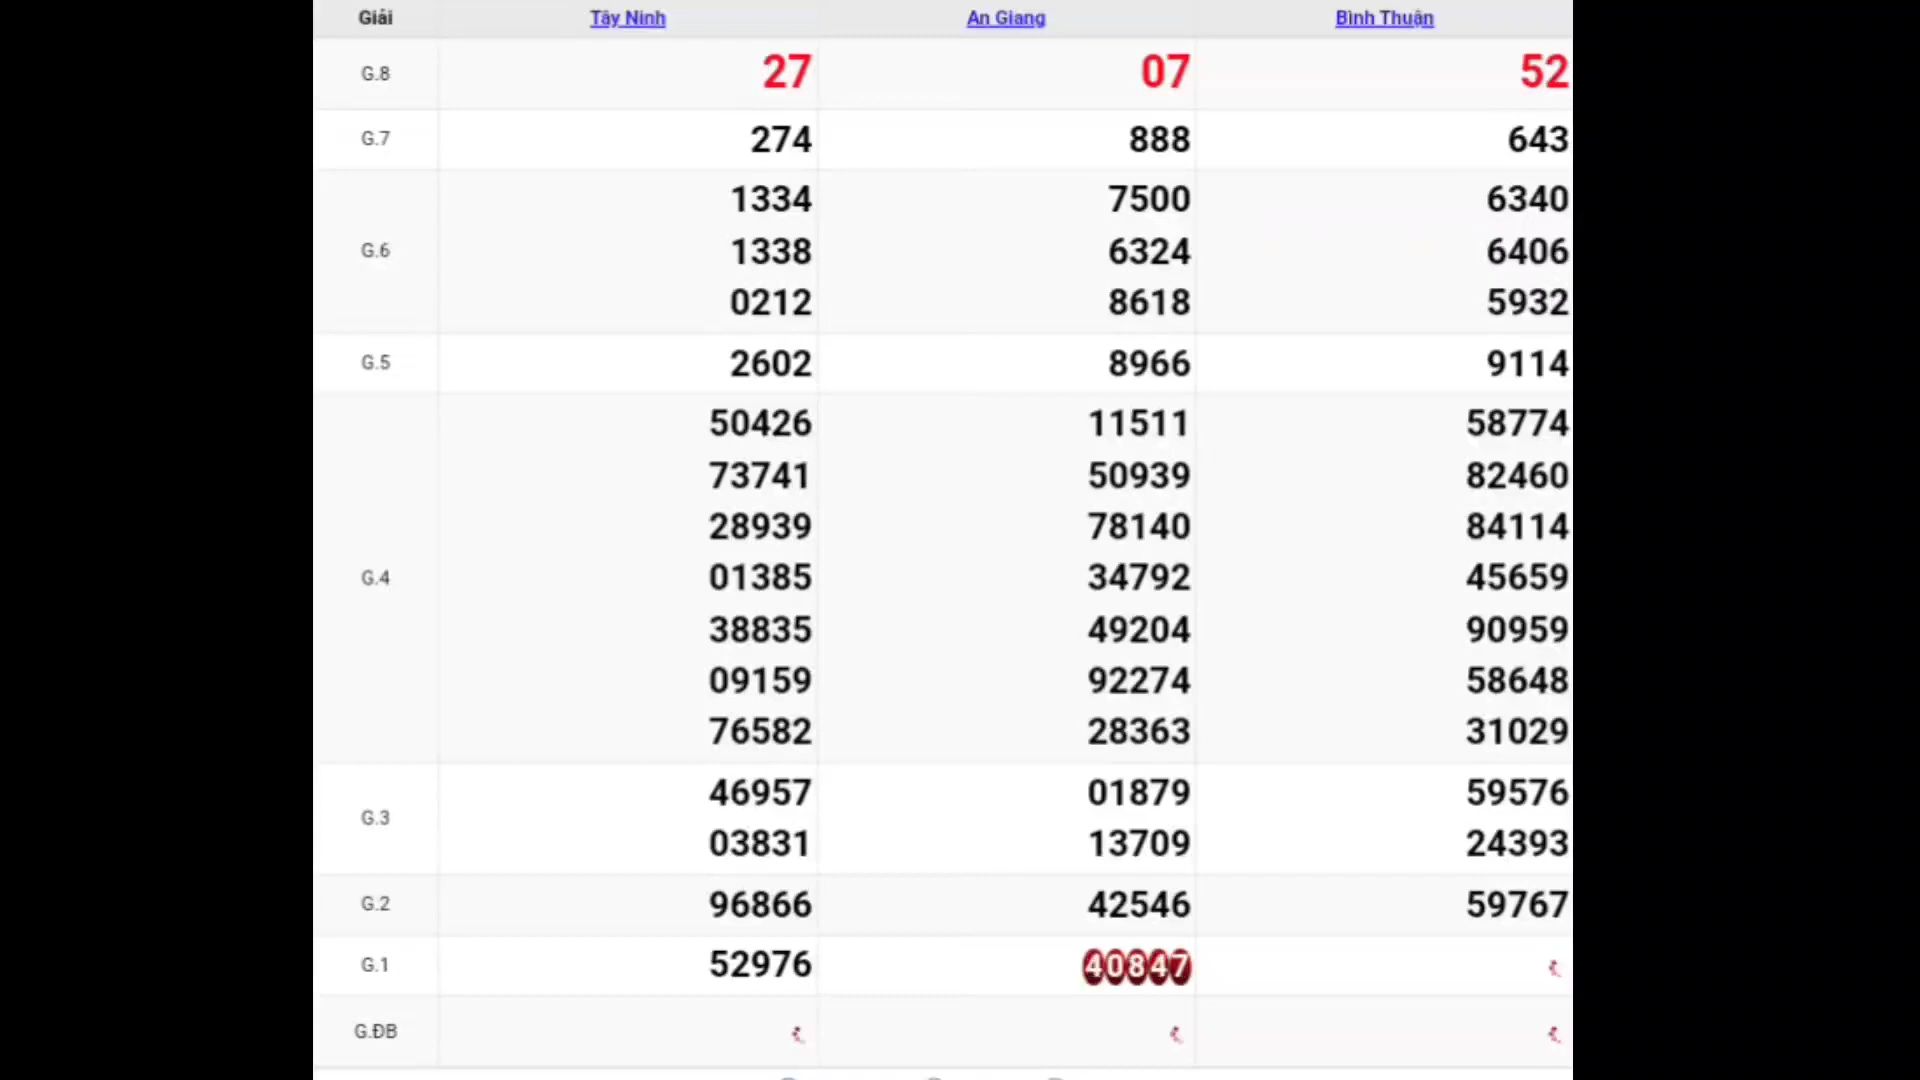 Giải Tây Ninh An Giang Bình Thuận
G.8 27 07 52
G.7 274 888 643
1334 7500 6340
G.6 1338 6324 6406
0212 8618 5932
G.5 2602 8966 9114
50426 11511 58774
73741 50939 82460
28939 78140 84114
G.4 01385 34792 45659
38835 49204 90959
09159 92274 58648
76582 28363 31029
G.3 46957 01879 59576
03831 13709 24393
G.2 96866 42546 59767
G.1 52976 40847
G.ĐB